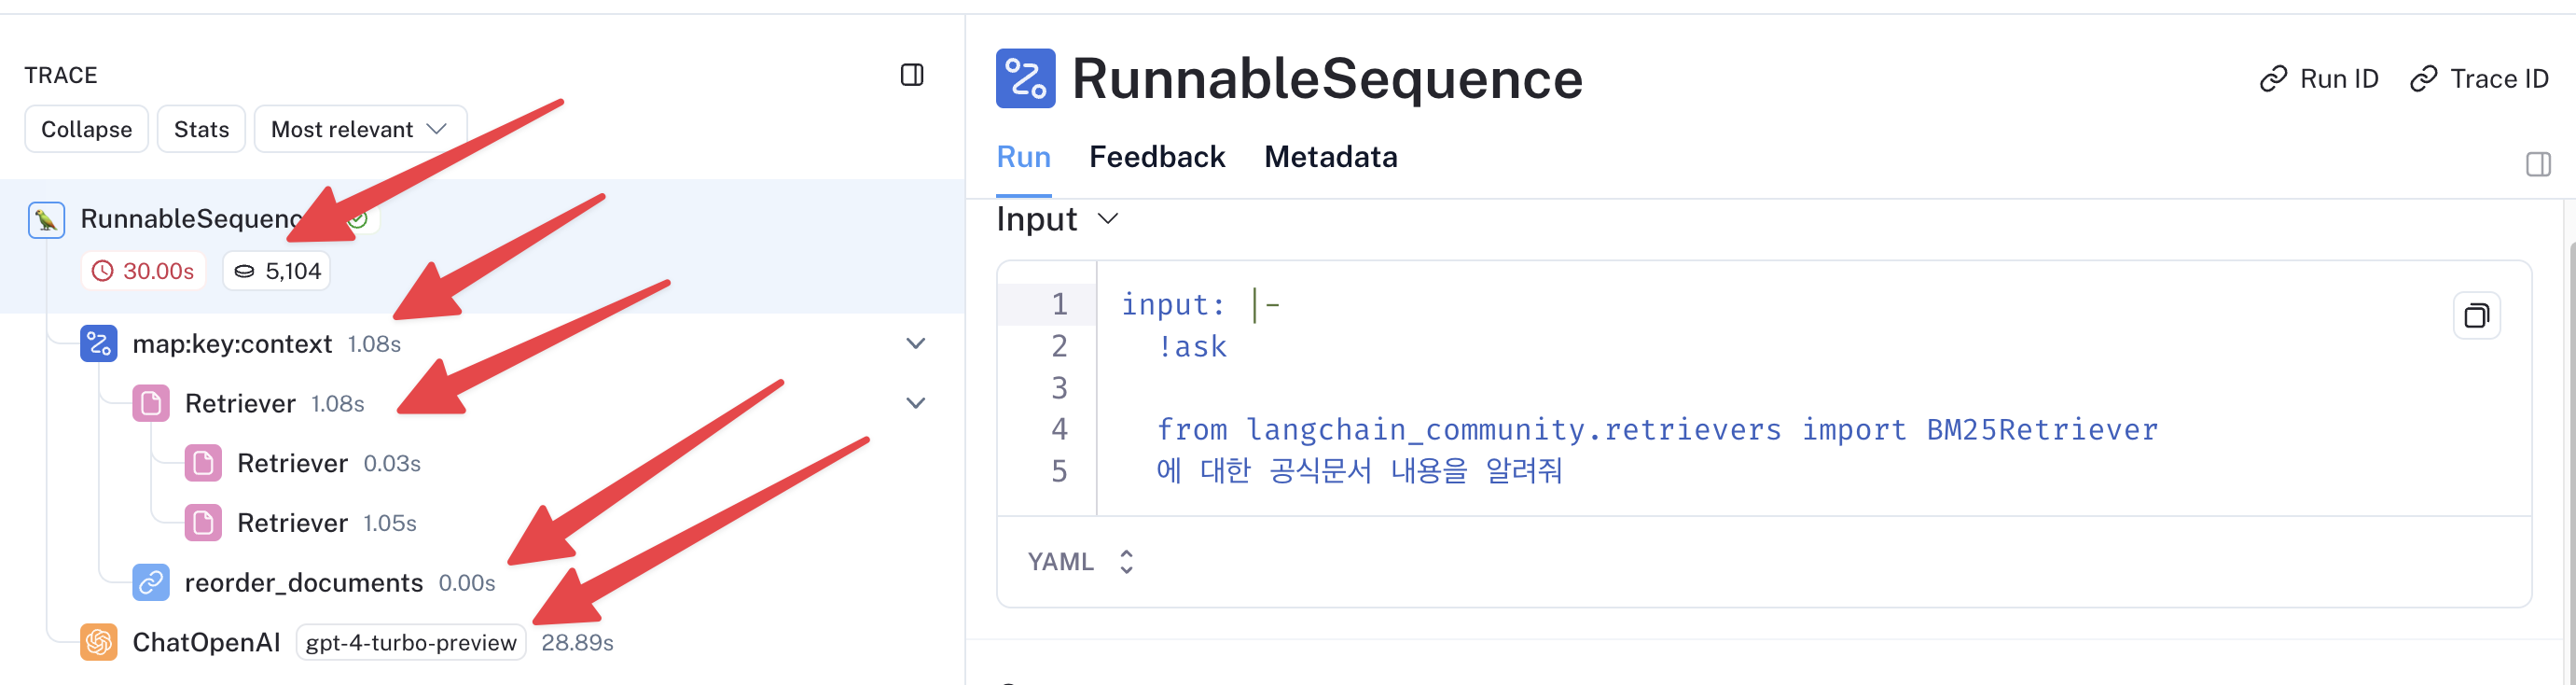 TRACE
Collapse Stats Most relevant
RunnableSequenc
30.00s 5,104
map:key:context 1.08s
Retriever 1.08s
Retriever 0.03s
Retriever 1.05s
reorder_documents 0.00s
ChatOpenAI gpt-4-turbo-preview 28.89s
RunnableSequence
Run ID Trace ID
Run Feedback Metadata
Input
1 input: |-
2 !ask
3
4 from langchain_community.retrievers import BM25Retriever
5 에 대한 공식문서 내용을 알려줘
YAML